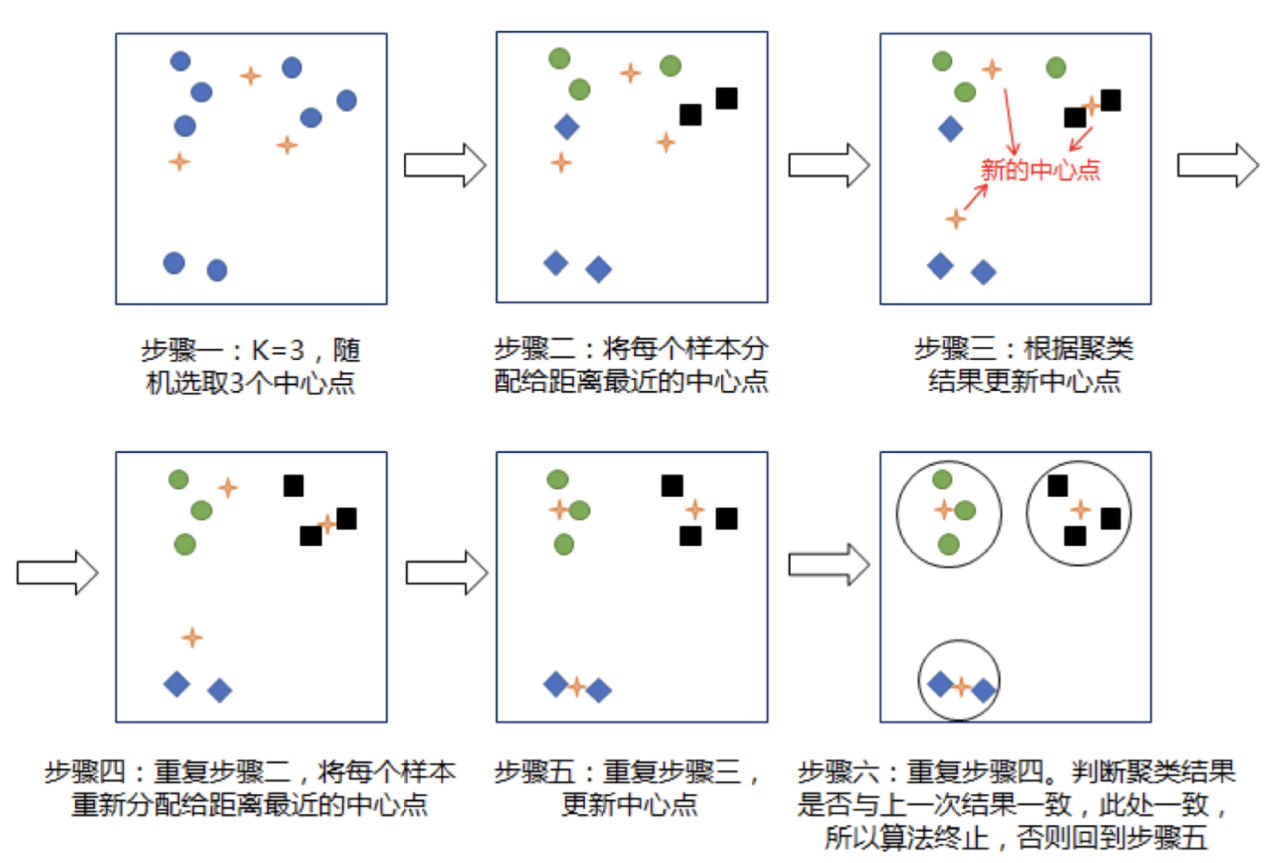 新的中心点
步骤一：K=3，随
机选取3个中心点
步骤二：将每个样本分
配给距离最近的中心点
步骤三：根据聚类
结果更新中心点
步骤四：重复步骤二，将每个样本
重新分配给距离最近的中心点
步骤五：重复步骤三，
更新中心点
步骤六：重复步骤四。判断聚类结果
是否与上一次结果一致，此处一致，
所以算法终止，否则回到步骤五